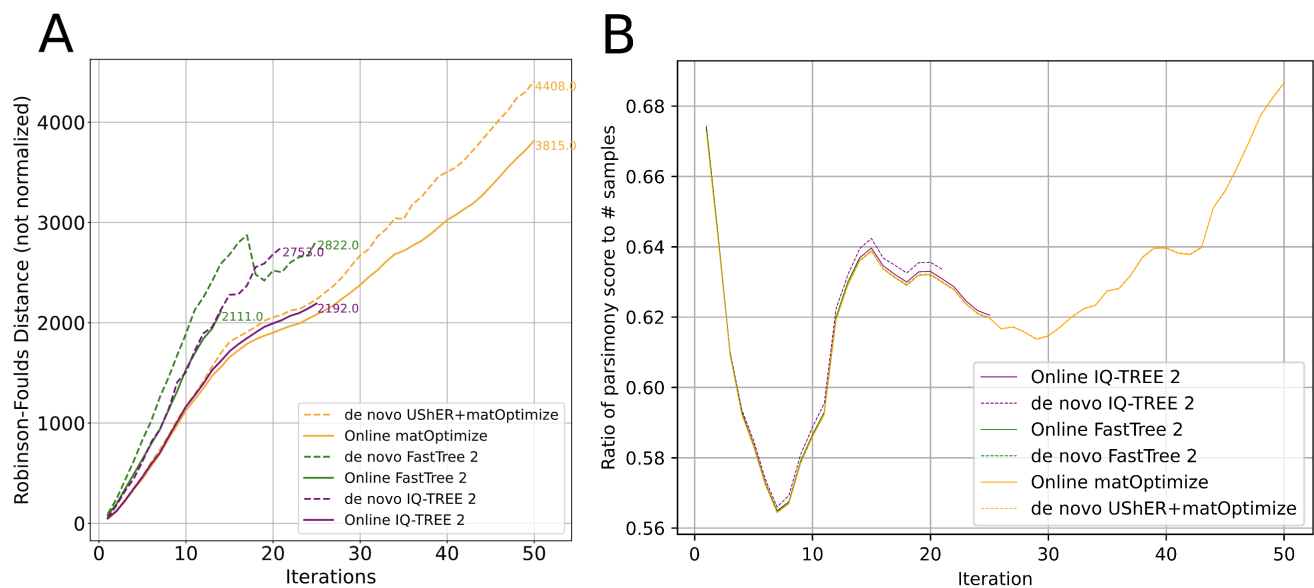 A
Robinson-Foulds Distance (not normalized)
4000
3000
2000
1000
0
4408.0
3815.0
2822.0
2753.0
2192.0
2111.0
de novo UShER+matOptimize
Online matOptimize
de novo FastTree 2
Online FastTree 2
de novo IQ-TREE 2
Online IQ-TREE 2
0 10 20 30 40 50
Iterations
B
Ratio of parsimony score to # samples
0.68
0.66
0.64
0.62
0.60
0.58
0.56
Online IQ-TREE 2
de novo IQ-TREE 2
Online FastTree 2
de novo FastTree 2
Online matOptimize
de novo UShER+matOptimize
0 10 20 30 40 50
Iteration